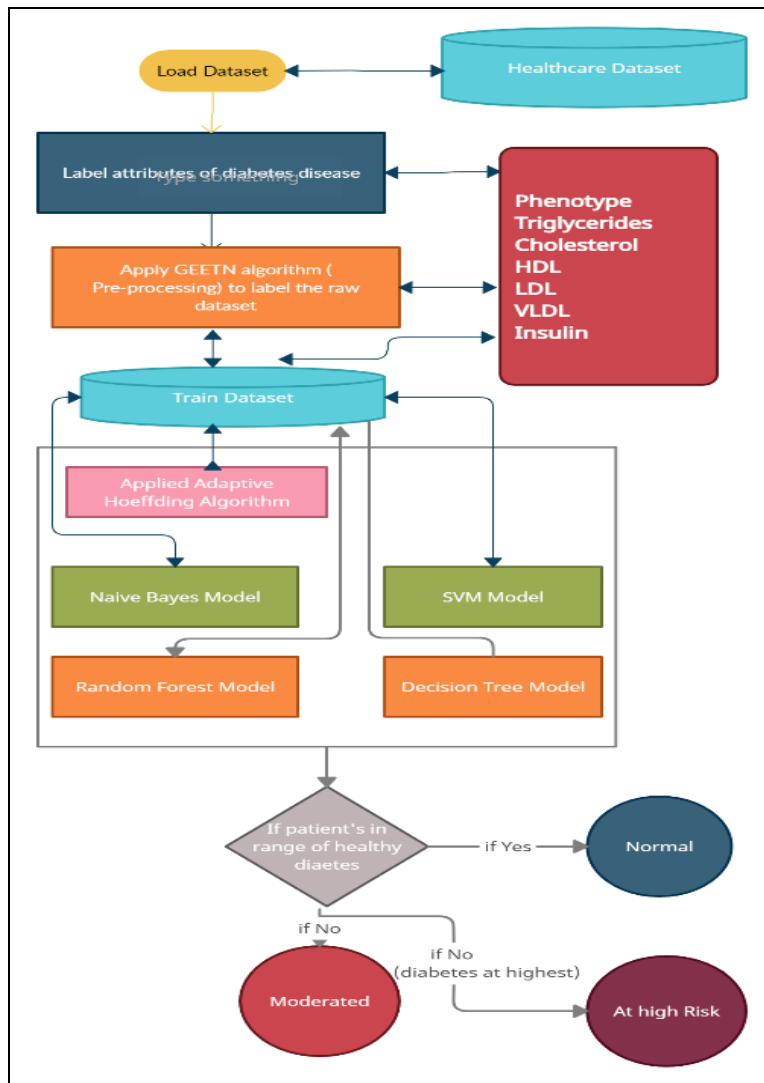 Load Dataset
Healthcare Dataset
Label attributes of diabetes disease
Type something
Phenotype
Triglycerides
Cholesterol
HDL
LDL
VLDL
Insulin
Apply GEETN algorithm (
Pre-processing) to label the raw
dataset
Train Dataset
Applied Adaptive
Hoeffding Algorithm
Naive Bayes Model
SVM Model
Random Forest Model
Decision Tree Model
If patient's in
range of healthy
diaetes
if Yes
Normal
if No
if No
(diabetes at highest)
Moderated
At high Risk